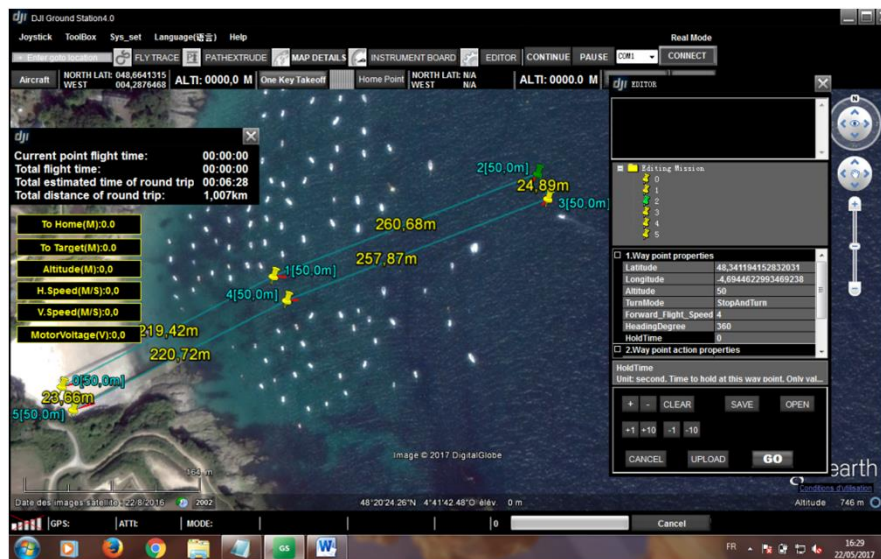 dji DJI Ground Station4.0
Joystick ToolBox Sys_set Language(语言) Help
Real Mode
Enter goto location FLY TRACE PATHEXTRUDE MAP DETAILS INSTRUMENT BOARD EDITOR CONTINUE PAUSE COM1 CONNECT
Aircraft NORTH LATI: 048,6641315 ALTI: 0000,0 M One Key Takeoff Home Point NORTH LATI: N/A ALTI: 0000.0 M
WEST 004,2876468 WEST N/A
dji EDITOR
dji
Current point flight time: 00:00:00
Total flight time: 00:00:00
Total estimated time of round trip 00:06:28
Total distance of round trip: 1,007km
To Home(M):0.0
To Target(M):0.0
Altitude(M):0,0
H.Speed(M/S):0,0
V.Speed(M/S):0,0
MotorVoltage(V):0,0
2[50,0m]
24,89m
3[50,0m
260,68m
257,87m
1[50,0m]
4[50,0m]
219,42m
220,72m
0[50,0m]
23,66m
5[50,0m]
Editing Mission
0
1
2
3
4
5
1.Way point properties
Latitude 48,341194152832031
Longitude -4,6944622993469238
Altitude 50
TurnMode StopAndTurn
Forward_Flight_Speed 4
HeadingDegree 360
HoldTime 0
2.Way point action properties
HoldTime
Unit: second. Time to hold at this way point. Only val...
+ - CLEAR SAVE OPEN
+1 +10 -1 -10
CANCEL UPLOAD GO
N
Image © 2017 DigitalGlobe
earth
Conditions d'utilisation
Date des images satellite : 22/8/2016 2002 48°20'24.26"N 4°41'42.48"O élév. 0 m Altitude 746 m
GPS: ATTI: MODE: 0 Cancel
GS W FR 16:29
22/05/2017